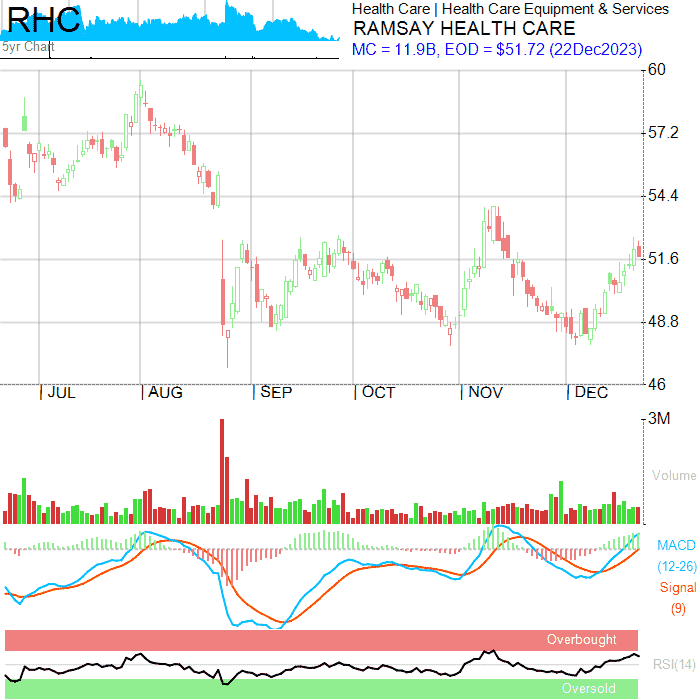 RHC
5yr Chart
Health Care | Health Care Equipment & Services
RAMSAY HEALTH CARE
MC = 11.9B, EOD = $51.72 (22Dec2023)
60
57.2
54.4
51.6
48.8
46
JUL AUG SEP OCT NOV DEC
3M
Volume
MACD
(12-26)
Signal
(9)
Overbought
RSI(14)
Oversold